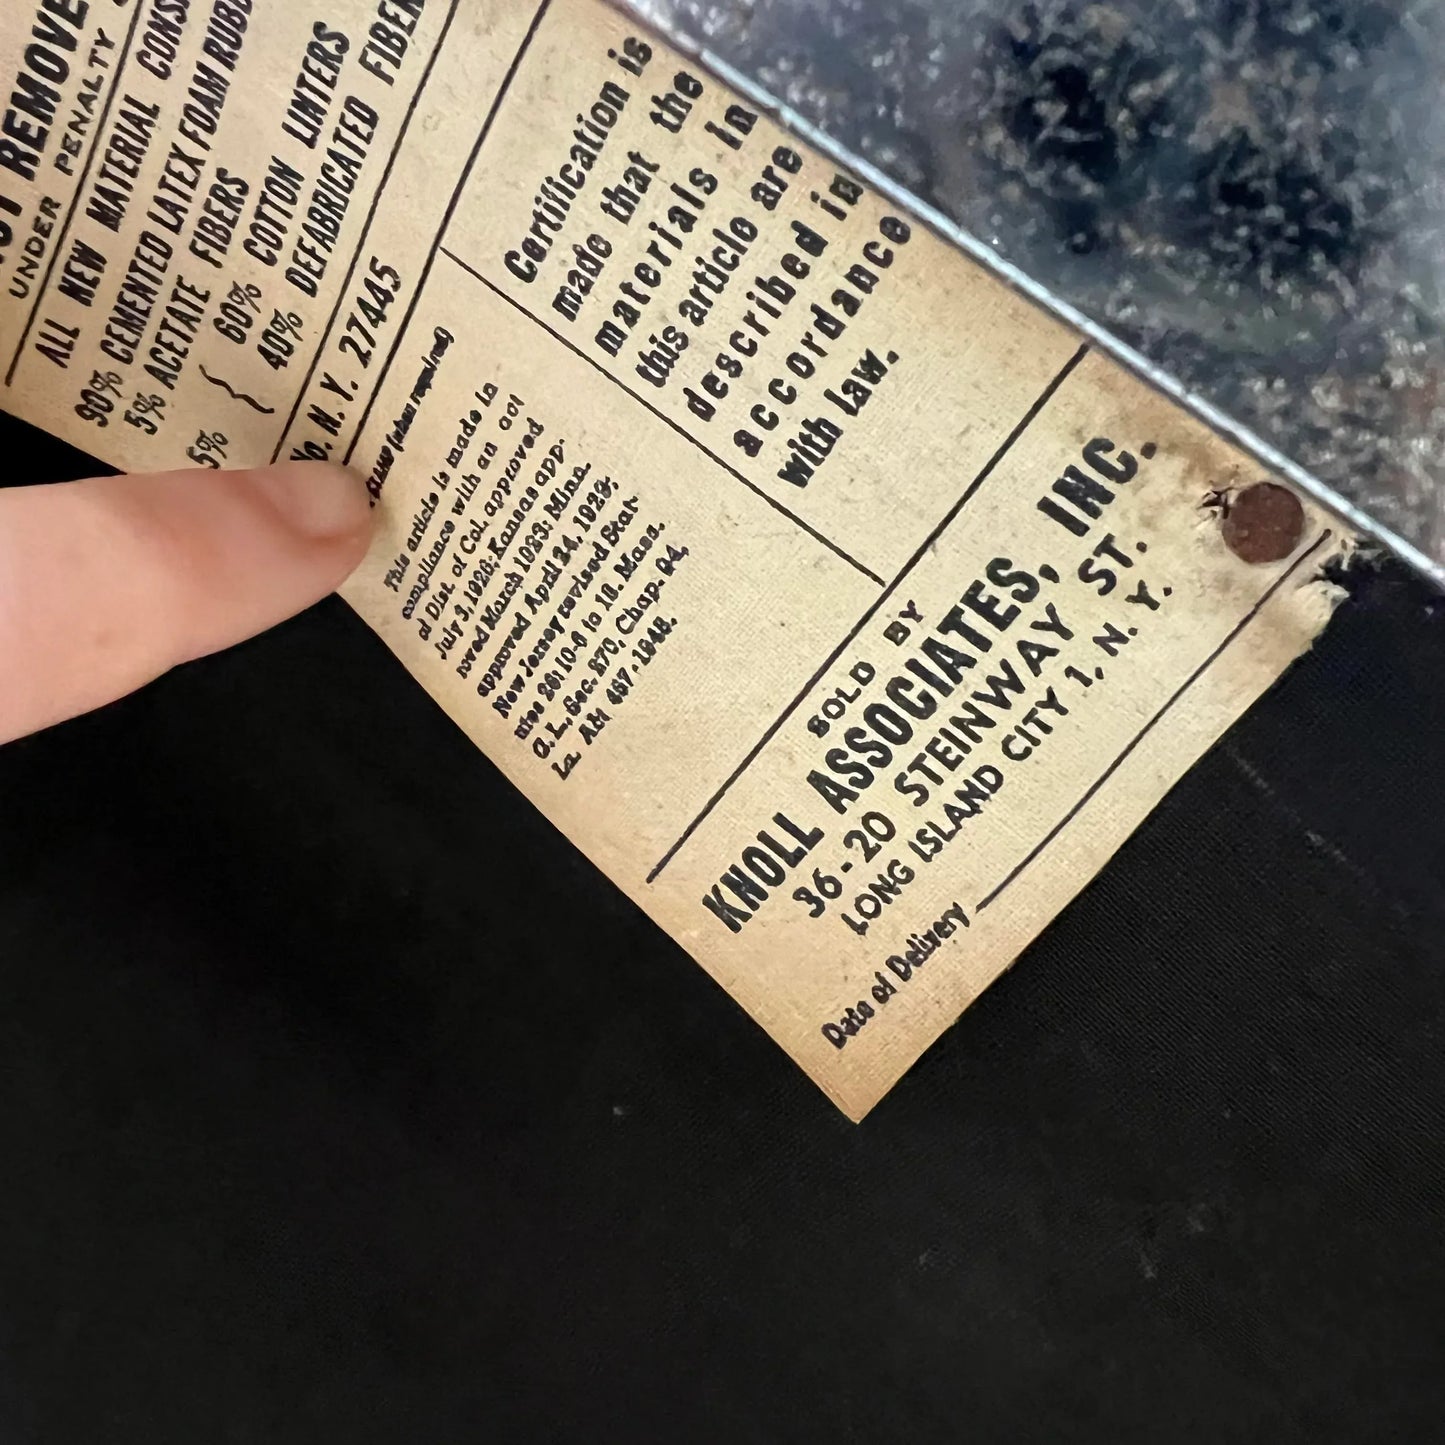 REMOVE
UNDER PENALTY
ALL NEW MATERIAL
90% CEMENTED LATEX FOAM
5% ACETATE FIBERS
5% { 60% COTTON LINTERS
40% DEFABRICATED
No. N. Y. 27445
(when required)
This article is made in
compliance with an act
of Dist. of Col. approved
July 3, 1926; Kansas app-
roved March 1923; Minn.
approved April 24, 1929;
New Jersey revised Stat-
utes 26:10-6 to 18. Mass.
G.L. Sec. 270, Chap. 94,
La. Act 467-1948.
Certification is
made that the
materials in
this article are
described in
accordance
with law.
SOLD BY
KNOLL ASSOCIATES, INC.
36-20 STEINWAY ST.
LONG ISLAND CITY 1, N. Y.
Date of Delivery